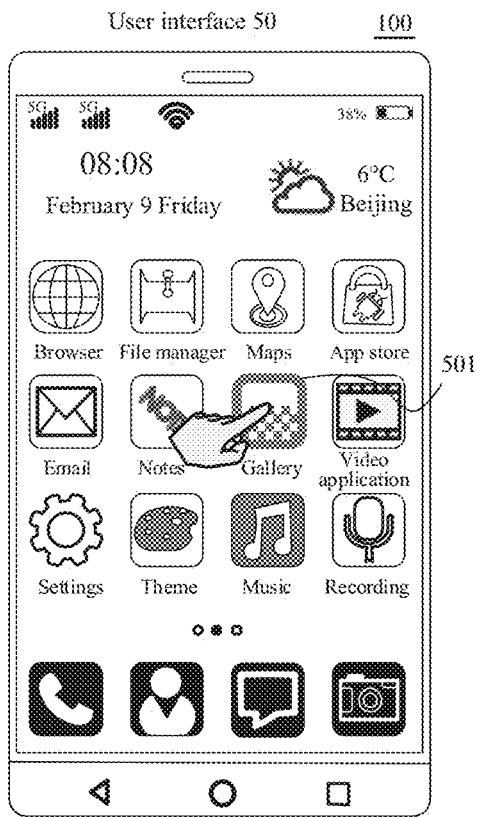 User interface 50 100
5G 5G 38%
08:08
6°C
February 9 Friday Beijing
Browser File manager Maps App store
501
Email Notes Gallery Video application
Settings Theme Music Recording